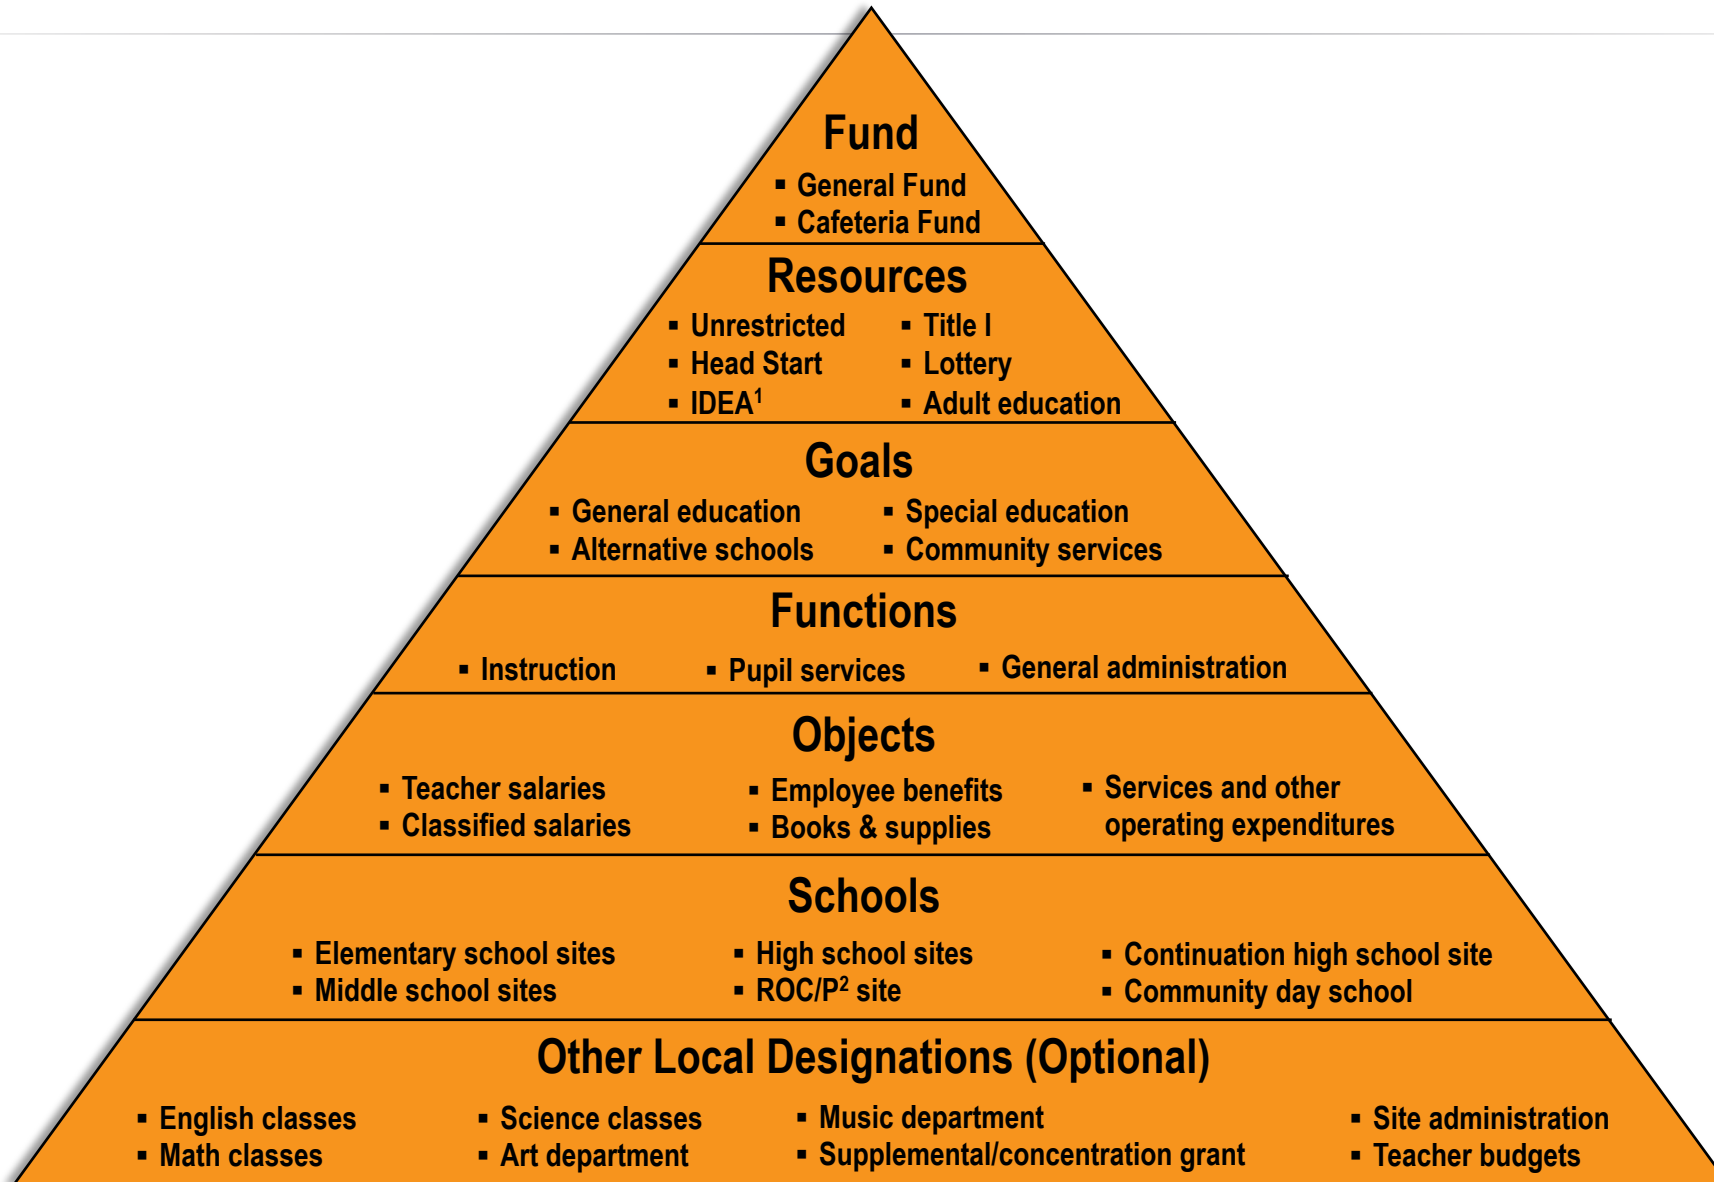 Fund
▪ General Fund
▪ Cafeteria Fund
Resources
▪ Unrestricted ▪ Title I
▪ Head Start ▪ Lottery
▪ IDEA¹ ▪ Adult education
Goals
▪ General education ▪ Special education
▪ Alternative schools ▪ Community services
Functions
▪ Instruction ▪ Pupil services ▪ General administration
Objects
▪ Teacher salaries ▪ Employee benefits ▪ Services and other
▪ Classified salaries ▪ Books & supplies operating expenditures
Schools
▪ Elementary school sites ▪ High school sites ▪ Continuation high school site
▪ Middle school sites ▪ ROC/P² site ▪ Community day school
Other Local Designations (Optional)
▪ English classes ▪ Science classes ▪ Music department ▪ Site administration
▪ Math classes ▪ Art department ▪ Supplemental/concentration grant ▪ Teacher budgets